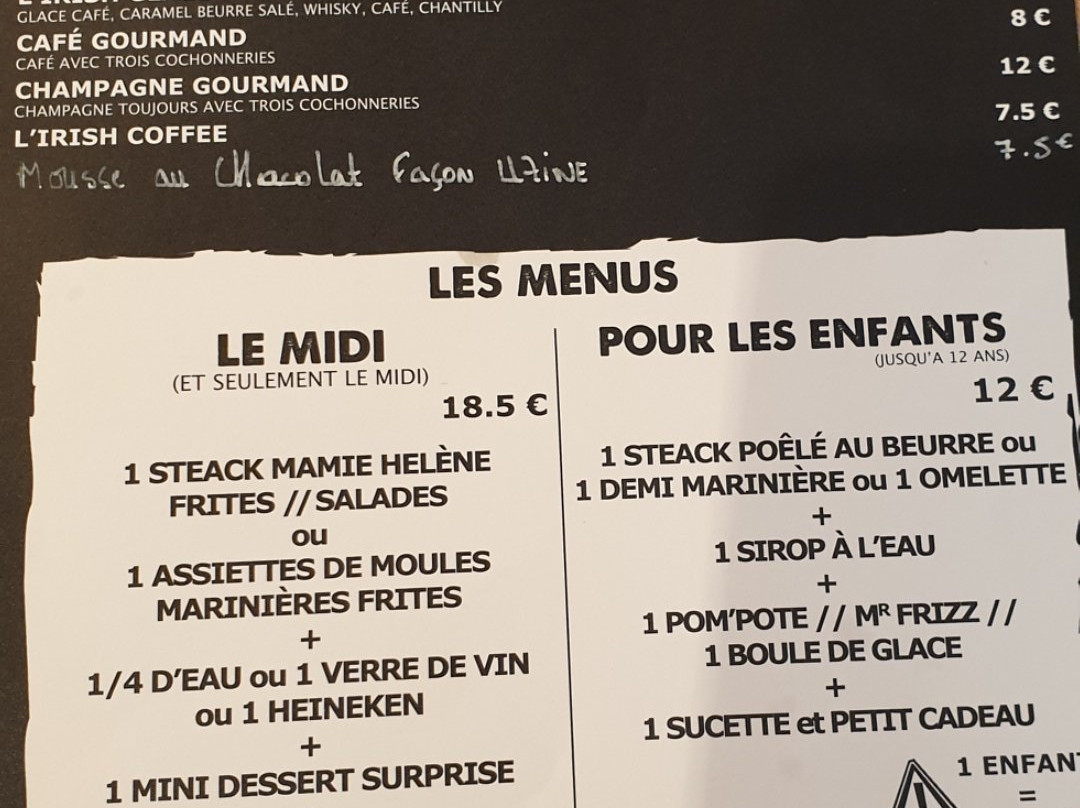 GLACE CAFÉ, CARAMEL BEURRE SALÉ, WHISKY, CAFÉ, CHANTILLY
8 €
CAFÉ GOURMAND
CAFÉ AVEC TROIS COCHONNERIES
12 €
CHAMPAGNE GOURMAND
CHAMPAGNE TOUJOURS AVEC TROIS COCHONNERIES
7.5 €
L'IRISH COFFEE
7.5€
Mousse au Chocolat Façon U7iNE
LES MENUS
LE MIDI
(ET SEULEMENT LE MIDI)
18.5 €
1 STEACK MAMIE HELÈNE
FRITES // SALADES
ou
1 ASSIETTES DE MOULES
MARINIÈRES FRITES
+
1/4 D'EAU ou 1 VERRE DE VIN
ou 1 HEINEKEN
+
1 MINI DESSERT SURPRISE
POUR LES ENFANTS
(JUSQU'A 12 ANS)
12 €
1 STEACK POÊLÉ AU BEURRE ou
1 DEMI MARINIÈRE ou 1 OMELETTE
+
1 SIROP À L'EAU
+
1 POM'POTE // Mᴿ FRIZZ //
1 BOULE DE GLACE
+
1 SUCETTE et PETIT CADEAU
1 ENFANT
=